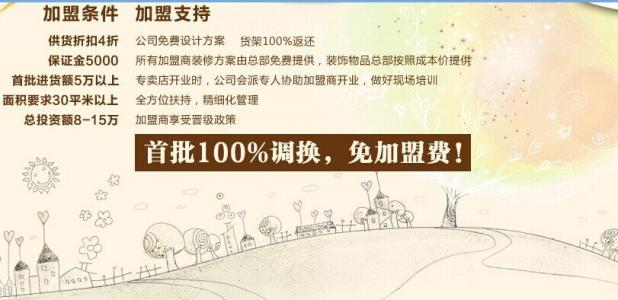 加盟条件 加盟支持
供货折扣4折 公司免费设计方案 货架100%返还
保证金5000 所有加盟商装修方案由总部免费提供，装饰物品总部按照成本价提供
首批进货额5万以上 专卖店开业时，公司会派专人协助加盟商开业，做好现场培训
面积要求30平米以上 全方位扶持，精细化管理
总投资额8-15万 加盟商享受晋级政策
首批100%调换，免加盟费！